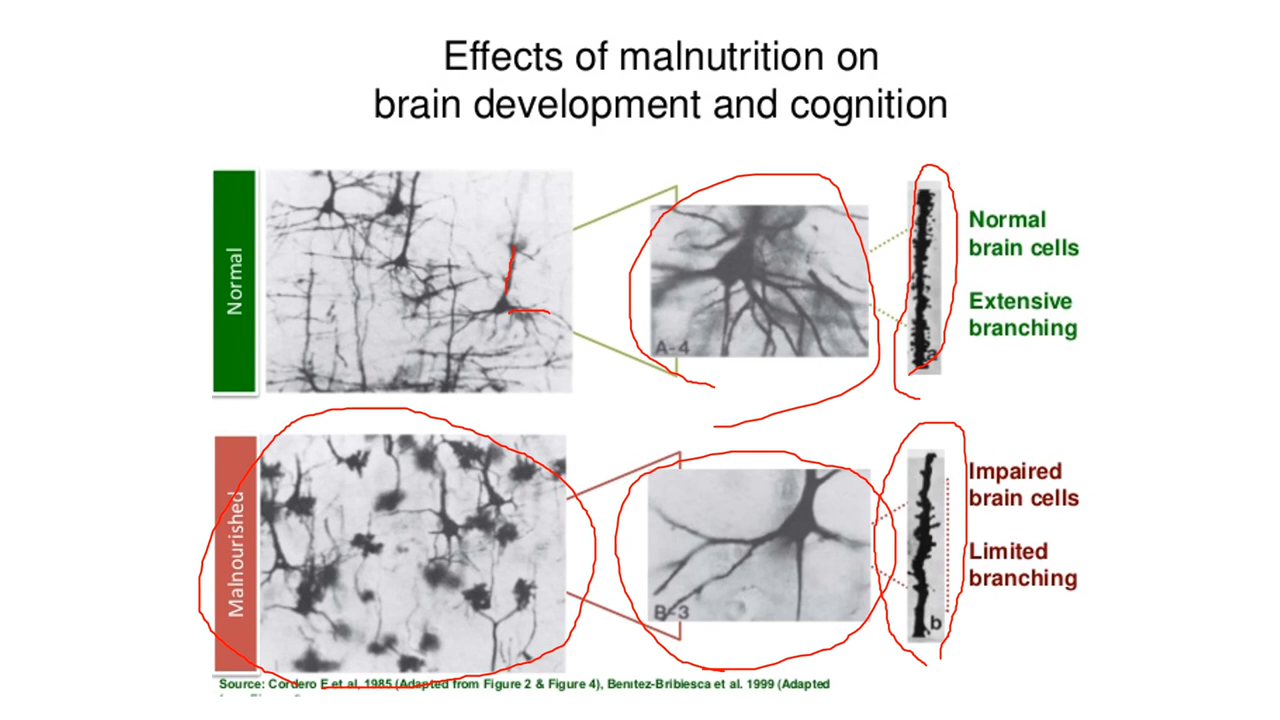 Effects of malnutrition on
brain development and cognition
Normal
A-4
a
Normal
brain cells
Extensive
branching
Malnourished
B-3
b
Impaired
brain cells
Limited
branching
Source: Cordero E et al, 1985 (Adapted from Figure 2 & Figure 4), Benıtez-Bribiesca et al. 1999 (Adapted